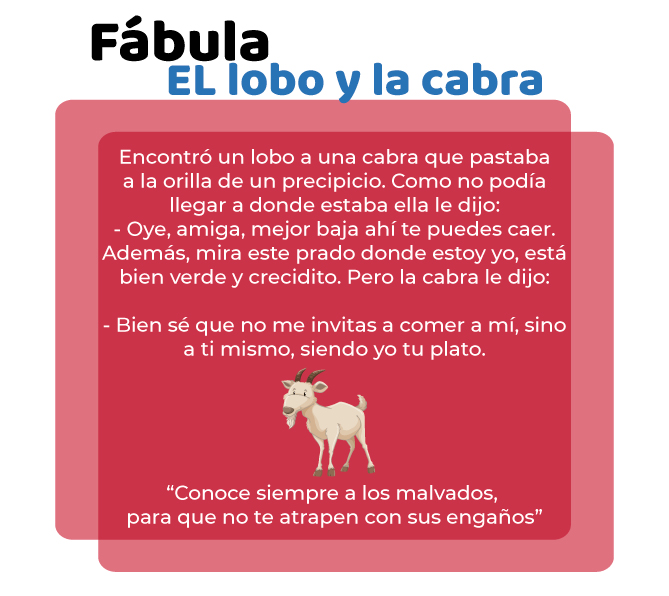 Fábula
EL lobo y la cabra
Encontró un lobo a una cabra que pastaba
a la orilla de un precipicio. Como no podía
llegar a donde estaba ella le dijo:
- Oye, amiga, mejor baja ahí te puedes caer.
Además, mira este prado donde estoy yo, está
bien verde y crecidito. Pero la cabra le dijo:
- Bien sé que no me invitas a comer a mí, sino
a ti mismo, siendo yo tu plato.
“Conoce siempre a los malvados,
para que no te atrapen con sus engaños”